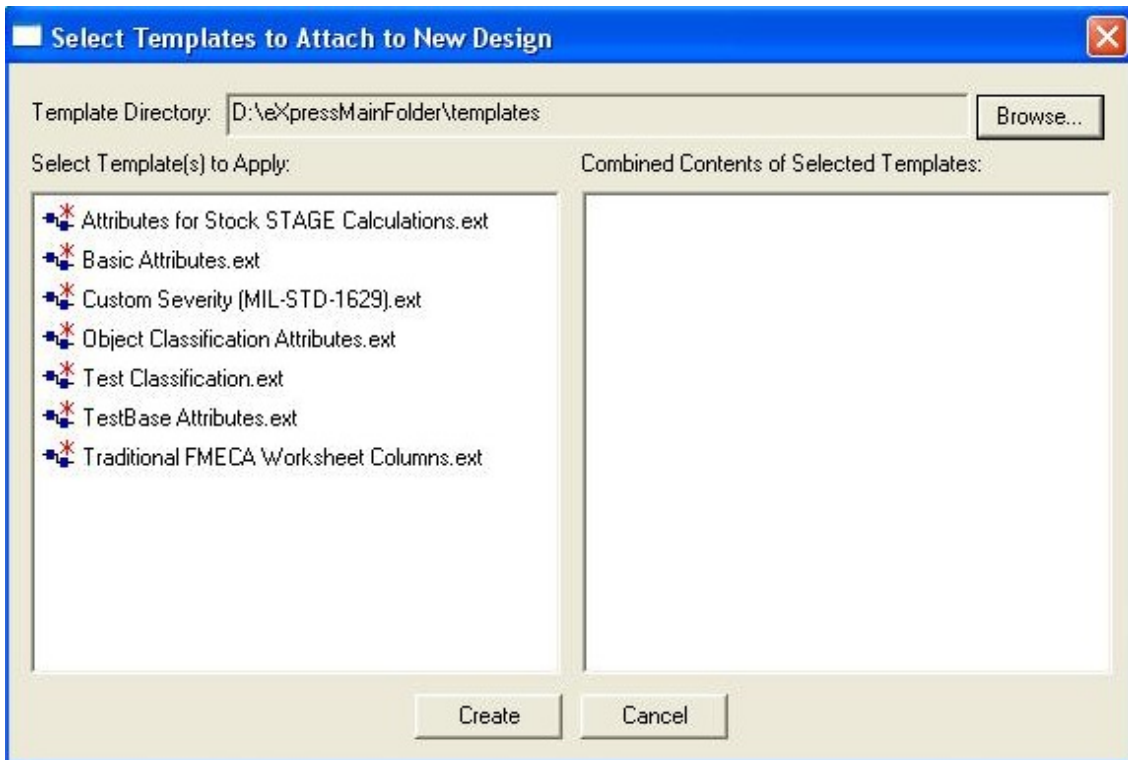 Select Templates to Attach to New Design
Template Directory: D:\eXpressMainFolder\templates Browse...
Select Template(s) to Apply: Combined Contents of Selected Templates:
Attributes for Stock STAGE Calculations.ext
Basic Attributes.ext
Custom Severity (MIL-STD-1629).ext
Object Classification Attributes.ext
Test Classification.ext
TestBase Attributes.ext
Traditional FMECA Worksheet Columns.ext
Create Cancel